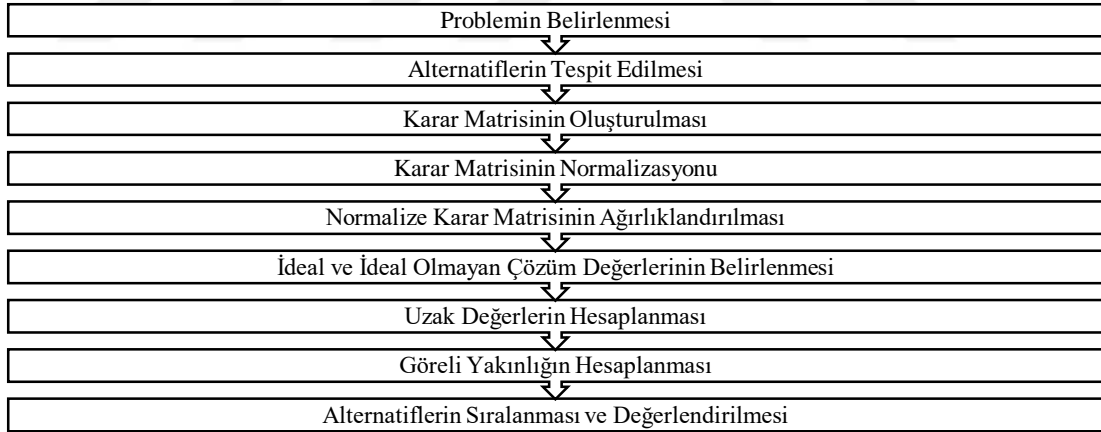 Problemin Belirlenmesi
Alternatiflerin Tespit Edilmesi
Karar Matrisinin Oluşturulması
Karar Matrisinin Normalizasyonu
Normalize Karar Matrisinin Ağırlıklandırılması
İdeal ve İdeal Olmayan Çözüm Değerlerinin Belirlenmesi
Uzak Değerlerin Hesaplanması
Göreli Yakınlığın Hesaplanması
Alternatiflerin Sıralanması ve Değerlendirilmesi